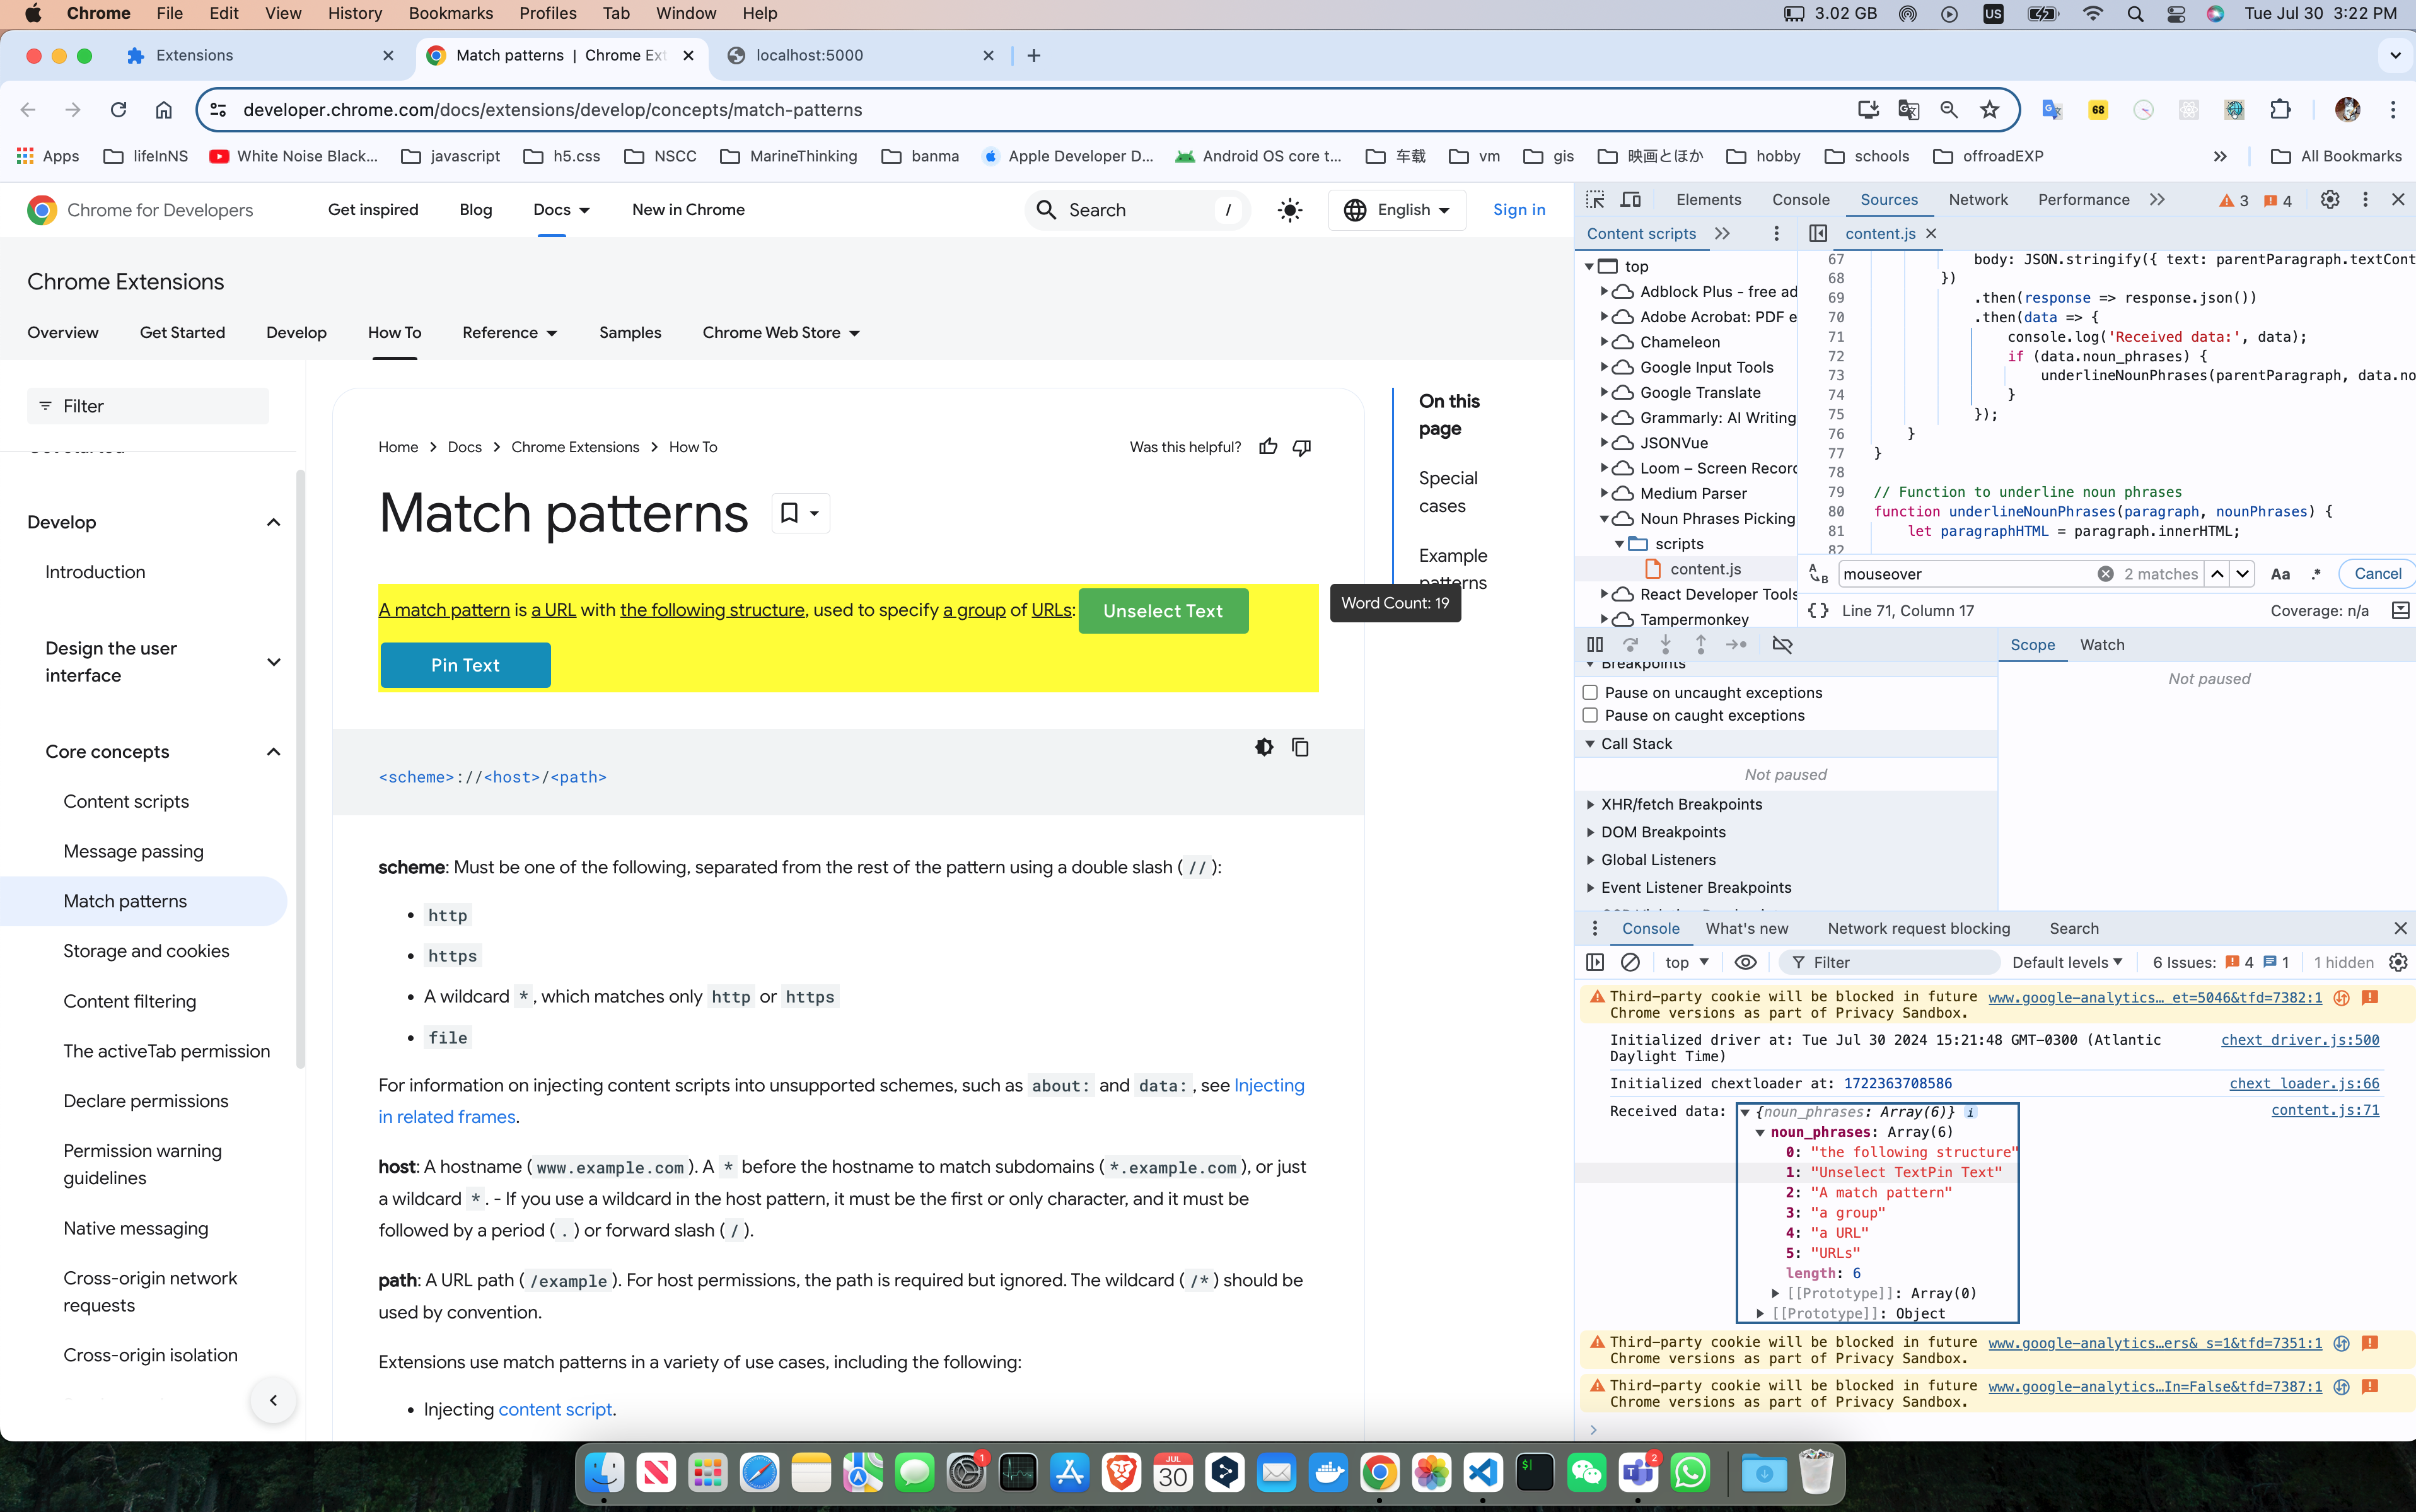 Chrome File Edit View History Bookmarks Profiles Tab Window Help 3.02 GB US Tue Jul 30 3:22 PM
Extensions Match patterns | Chrome Ext localhost:5000
developer.chrome.com/docs/extensions/develop/concepts/match-patterns 68
Apps lifeInNS White Noise Black... javascript h5.css NSCC MarineThinking banma Apple Developer D... Android OS core t... 车载 vm gis 映画とほか hobby schools offroadEXP All Bookmarks
Chrome for Developers Get inspired Blog Docs New in Chrome Search / English Sign in
Chrome Extensions
Overview Get Started Develop How To Reference Samples Chrome Web Store
Filter
Develop
Introduction
Design the user
interface
Core concepts
Content scripts
Message passing
Match patterns
Storage and cookies
Content filtering
The activeTab permission
Declare permissions
Permission warning
guidelines
Native messaging
Cross-origin network
requests
Cross-origin isolation
Home Docs Chrome Extensions How To Was this helpful?
Match patterns
A match pattern is a URL with the following structure, used to specify a group of URLs: Unselect Text
Pin Text
Word Count: 19
<scheme>://<host>/<path>
scheme: Must be one of the following, separated from the rest of the pattern using a double slash ( // ):
• http
• https
• A wildcard * , which matches only http or https
• file
For information on injecting content scripts into unsupported schemes, such as about: and data: , see Injecting
in related frames.
host: A hostname ( www.example.com ). A * before the hostname to match subdomains ( *.example.com ), or just
a wildcard * . - If you use a wildcard in the host pattern, it must be the first or only character, and it must be
followed by a period ( . ) or forward slash ( / ).
path: A URL path ( /example ). For host permissions, the path is required but ignored. The wildcard ( /* ) should be
used by convention.
Extensions use match patterns in a variety of use cases, including the following:
• Injecting content script.
On this
page
Special
cases
Example
patterns
Elements Console Sources Network Performance 3 4
Content scripts
top
Adblock Plus - free ad
Adobe Acrobat: PDF e
Chameleon
Google Input Tools
Google Translate
Grammarly: AI Writing
JSONVue
Loom – Screen Recorc
Medium Parser
Noun Phrases Picking
scripts
content.js
React Developer Tools
Tampermonkey
content.js
67 body: JSON.stringify({ text: parentParagraph.textCont
68 })
69 .then(response => response.json())
70 .then(data => {
71 console.log('Received data:', data);
72 if (data.noun_phrases) {
73 underlineNounPhrases(parentParagraph, data.no
74 }
75 });
76 }
77 }
78
79 // Function to underline noun phrases
80 function underlineNounPhrases(paragraph, nounPhrases) {
81 let paragraphHTML = paragraph.innerHTML;
82
mouseover 2 matches Aa .* Cancel
{} Line 71, Column 17 Coverage: n/a
Breakpoints
Pause on uncaught exceptions
Pause on caught exceptions
Call Stack
Not paused
XHR/fetch Breakpoints
DOM Breakpoints
Global Listeners
Event Listener Breakpoints
Scope Watch
Not paused
Console What's new Network request blocking Search
top Filter Default levels 6 Issues: 4 1 1 hidden
Third-party cookie will be blocked in future www.google-analytics… et=5046&tfd=7382:1
Chrome versions as part of Privacy Sandbox.
Initialized driver at: Tue Jul 30 2024 15:21:48 GMT-0300 (Atlantic chext_driver.js:500
Daylight Time)
Initialized chextloader at: 1722363708586 chext_loader.js:66
Received data: {noun_phrases: Array(6)} i content.js:71
noun_phrases: Array(6)
0: "the following structure"
1: "Unselect TextPin Text"
2: "A match pattern"
3: "a group"
4: "a URL"
5: "URLs"
length: 6
[[Prototype]]: Array(0)
[[Prototype]]: Object
Third-party cookie will be blocked in future www.google-analytics…ers&_s=1&tfd=7351:1
Chrome versions as part of Privacy Sandbox.
Third-party cookie will be blocked in future www.google-analytics…In=False&tfd=7387:1
Chrome versions as part of Privacy Sandbox.
1 JUL 30 $ 2